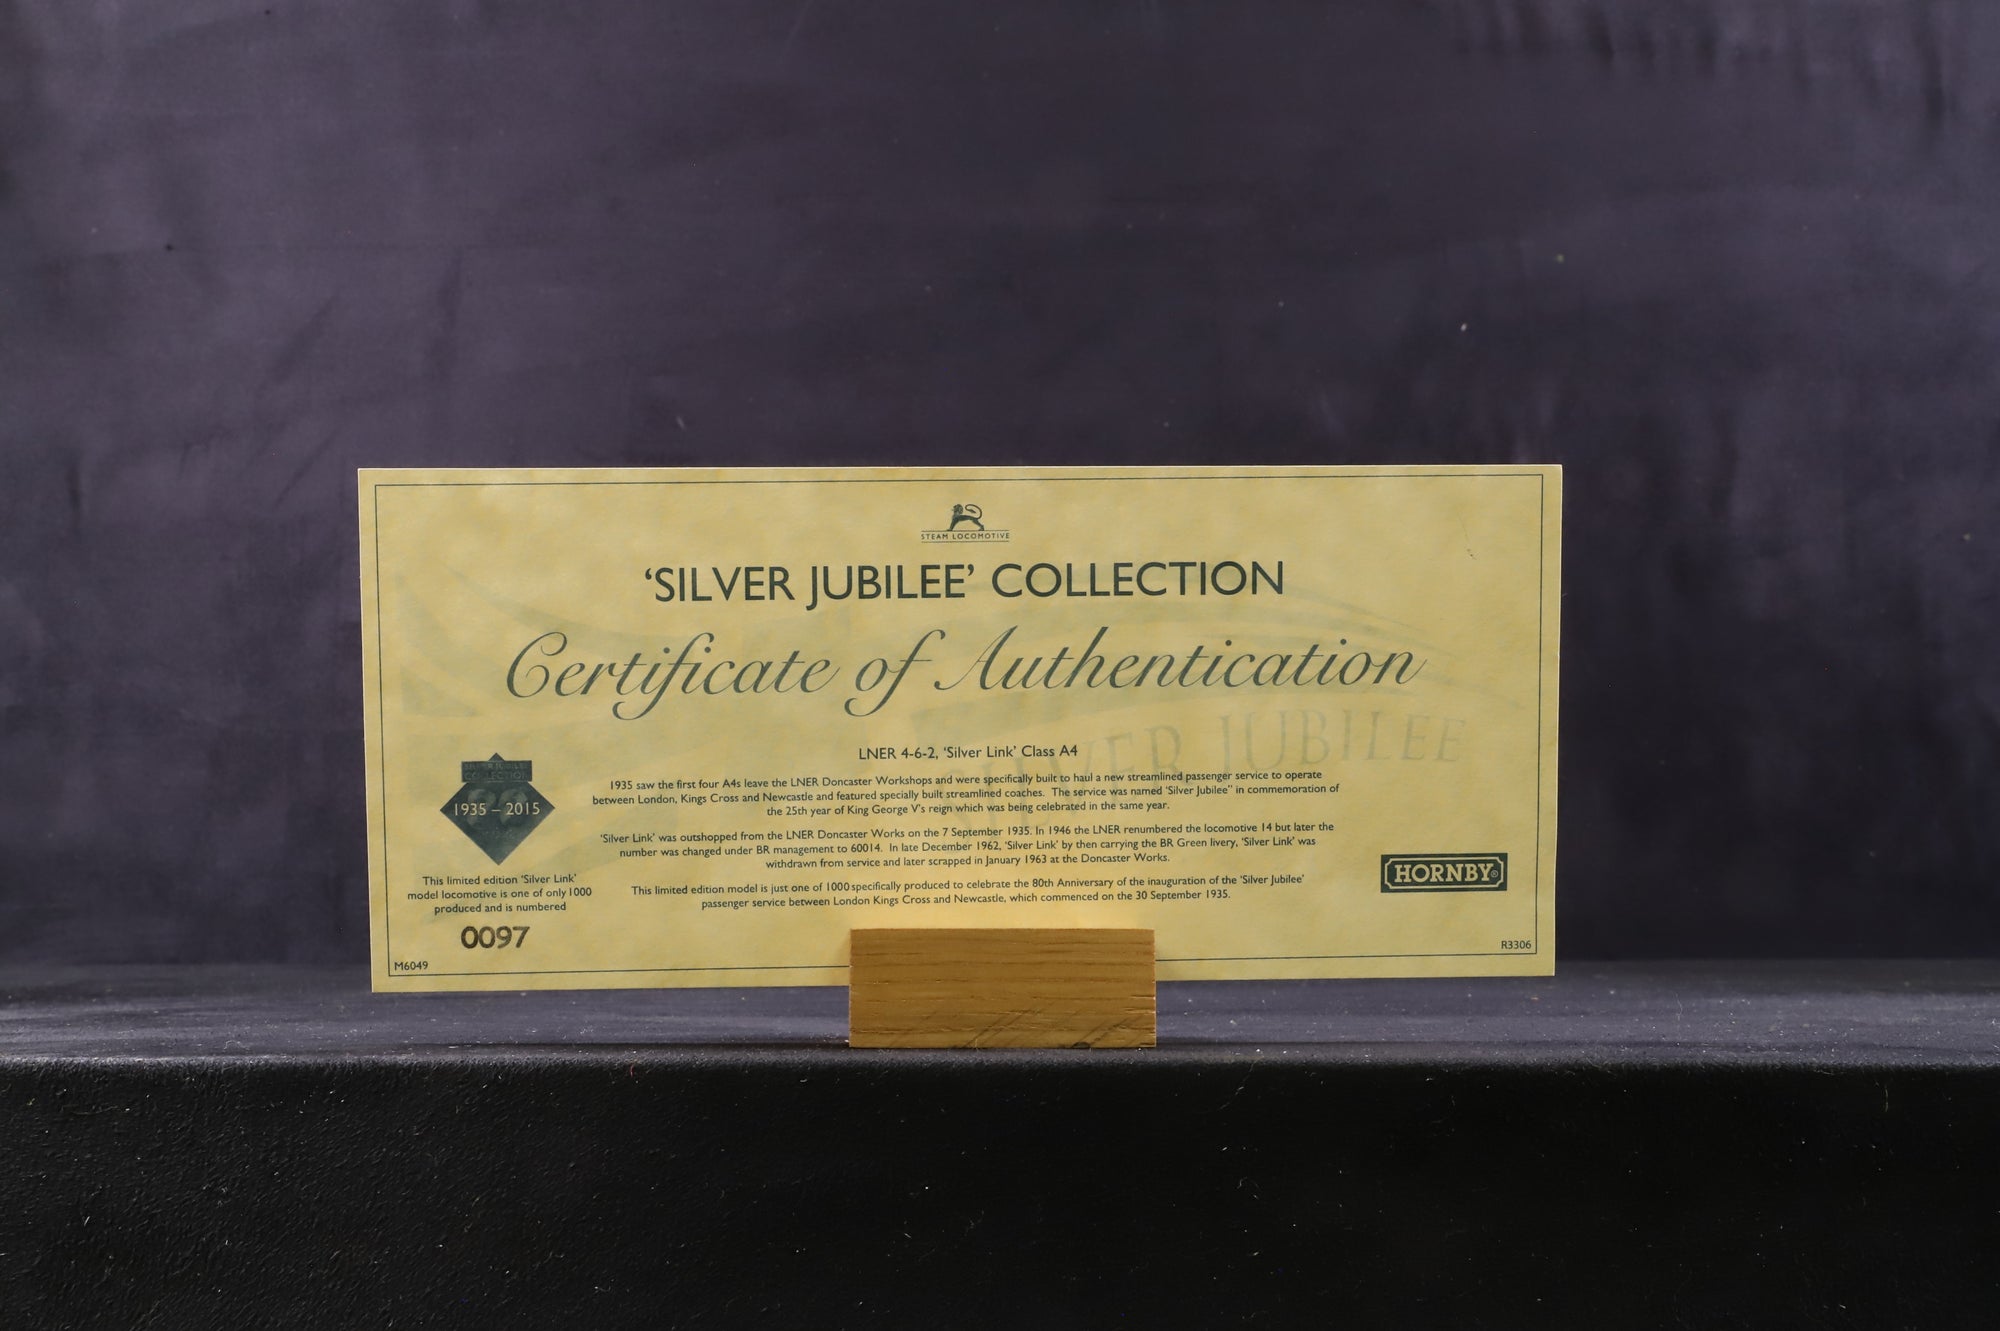 STEAM LOCOMOTIVE
‘SILVER JUBILEE’ COLLECTION
Certificate of Authentication
SILVER JUBILEE
LNER 4-6-2, ‘Silver Link’ Class A4
1935 saw the first four A4s leave the LNER Doncaster Workshops and were specifically built to haul a new streamlined passenger service to operate
between London, Kings Cross and Newcastle and featured specially built streamlined coaches. The service was named ‘Silver Jubilee” in commemoration of
the 25th year of King George V’s reign which was being celebrated in the same year.
‘Silver Link’ was outshopped from the LNER Doncaster Works on the 7 September 1935. In 1946 the LNER renumbered the locomotive 14 but later the
number was changed under BR management to 60014. In late December 1962, ‘Silver Link’ by then carrying the BR Green livery, ‘Silver Link’ was
withdrawn from service and later scrapped in January 1963 at the Doncaster Works.
This limited edition model is just one of 1000 specifically produced to celebrate the 80th Anniversary of the inauguration of the ‘Silver Jubilee’
passenger service between London Kings Cross and Newcastle, which commenced on the 30 September 1935.
SILVER JUBILEE
COLLECTION
1935 – 2015
This limited edition ‘Silver Link’
model locomotive is one of only 1000
produced and is numbered
0097
M6049
HORNBY®
R3306